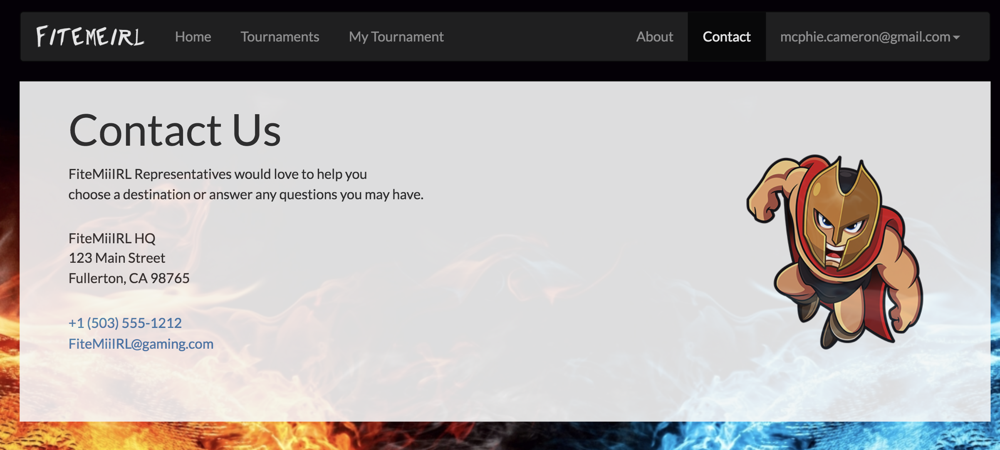 FITEMEIRL Home Tournaments My Tournament About Contact mcphie.cameron@gmail.com
Contact Us
FiteMiiIRL Representatives would love to help you
choose a destination or answer any questions you may have.
FiteMiiIRL HQ
123 Main Street
Fullerton, CA 98765
+1 (503) 555-1212
FiteMiiIRL@gaming.com